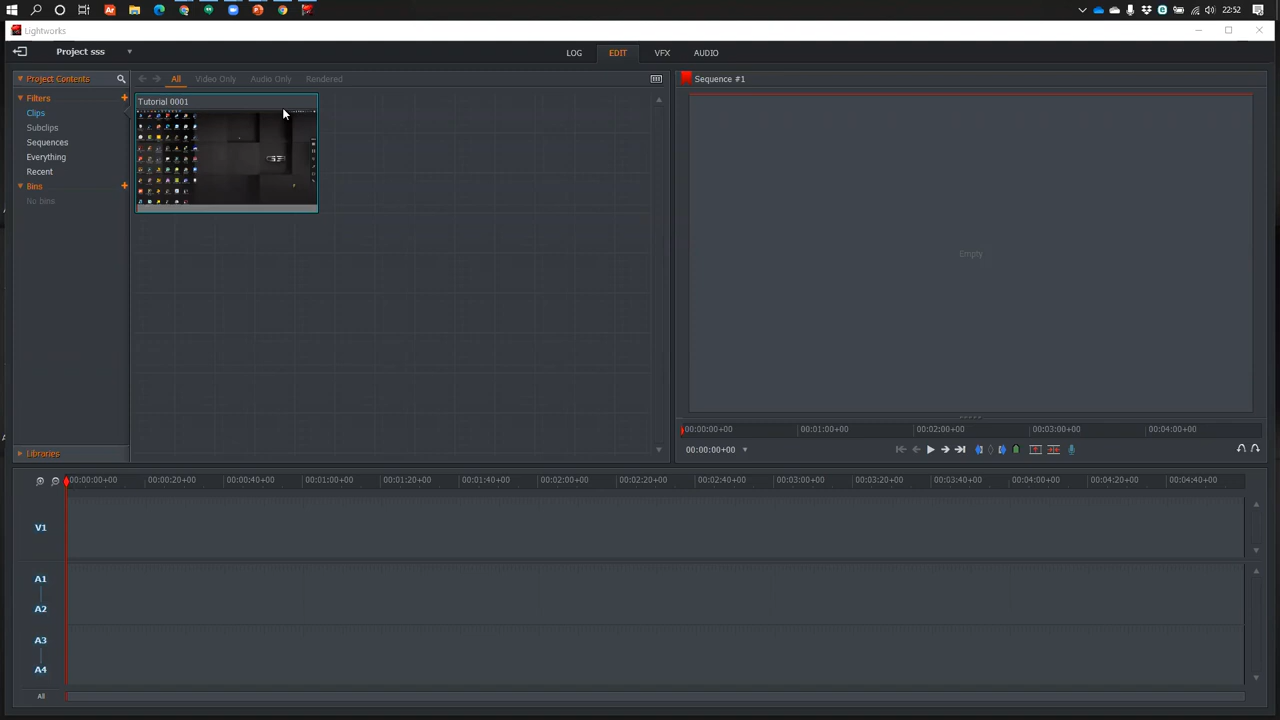 22:52
Lightworks
Project sss
LOG EDIT VFX AUDIO
Project Contents
All Video Only Audio Only Rendered
Sequence #1
Filters
Clips
Subclips
Sequences
Everything
Recent
Bins
No bins
Tutorial 0001
Empty
Libraries
00:00:00+00 00:01:00+00 00:02:00+00 00:03:00+00 00:04:00+00
00:00:00+00
00:00:00+00 00:00:20+00 00:00:40+00 00:01:00+00 00:01:20+00 00:01:40+00 00:02:00+00 00:02:20+00 00:02:40+00 00:03:00+00 00:03:20+00 00:03:40+00 00:04:00+00 00:04:20+00 00:04:40+00
V1
A1
A2
A3
A4
All